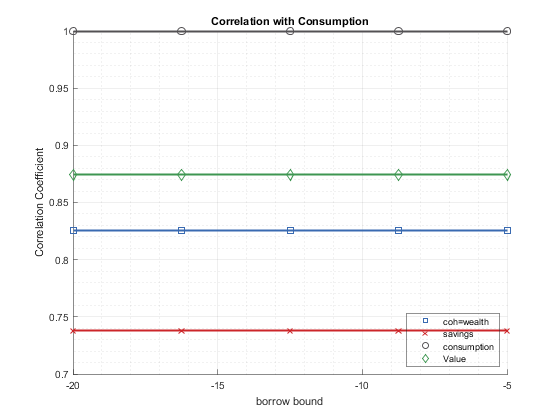 Correlation with Consumption
1
0.95
0.9
0.85
0.8
0.75
0.7
Correlation Coefficient
-20
-15
-10
-5
borrow bound
coh=wealth
savings
consumption
Value